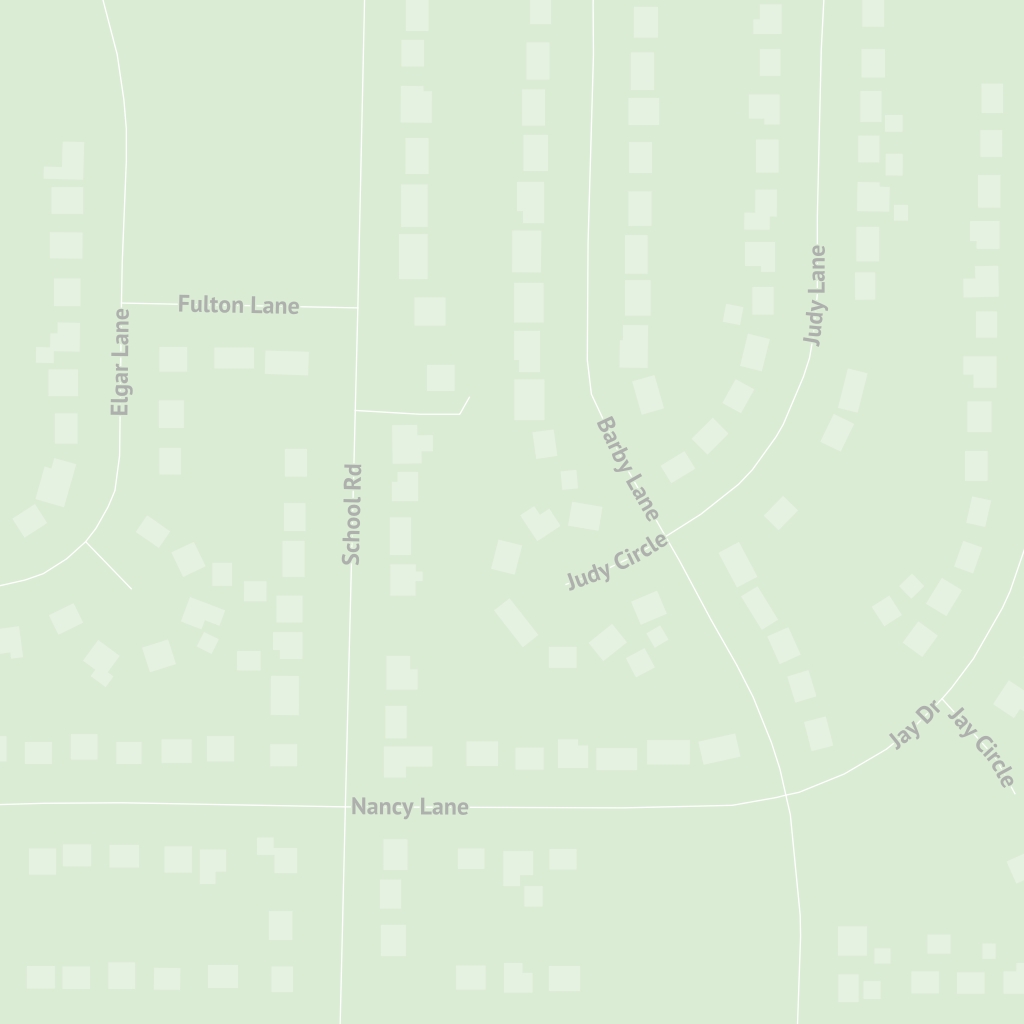 Judy Lane
Fulton Lane
Elgar Lane
Barby Lane
School Rd
Judy Circle
Jay Dr
Jay Circle
Nancy Lane